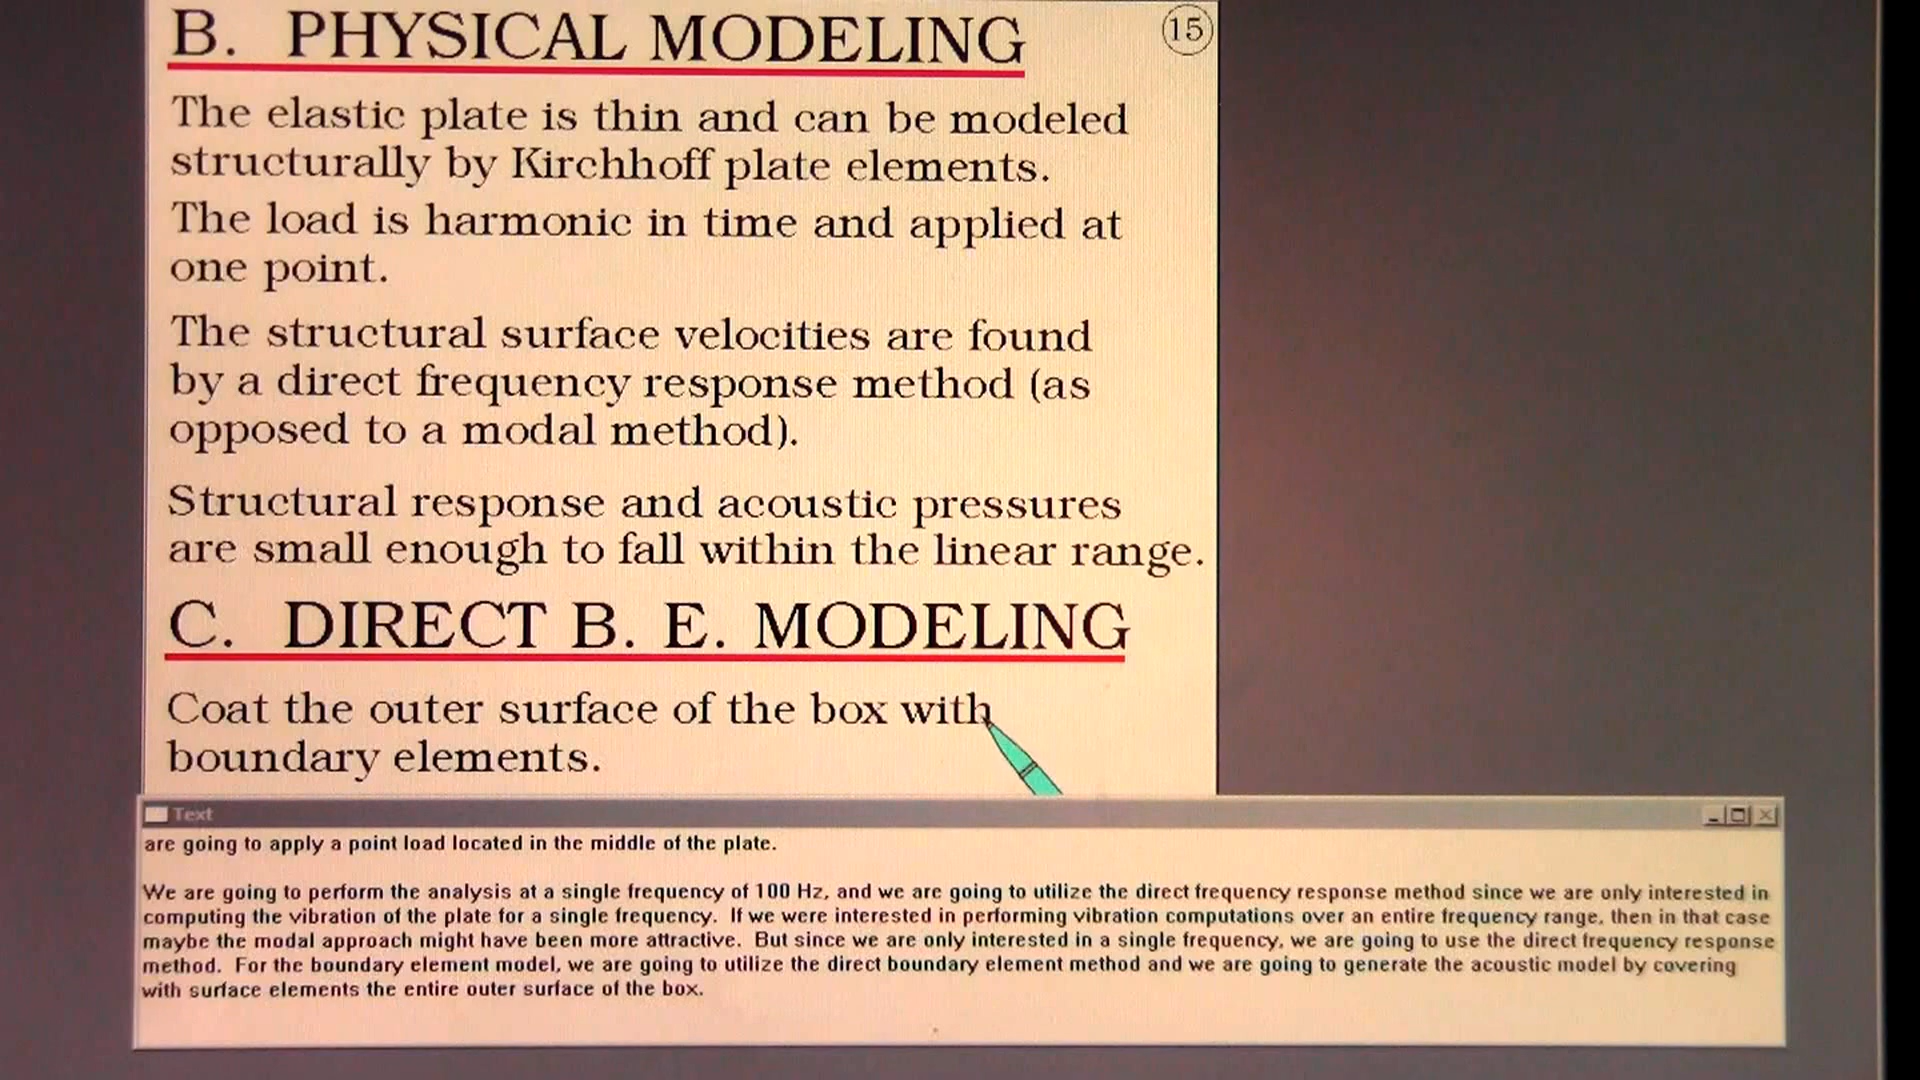 B. PHYSICAL MODELING
15
The elastic plate is thin and can be modeled
structurally by Kirchhoff plate elements.
The load is harmonic in time and applied at
one point.
The structural surface velocities are found
by a direct frequency response method (as
opposed to a modal method).
Structural response and acoustic pressures
are small enough to fall within the linear range.
C. DIRECT B. E. MODELING
Coat the outer surface of the box with
boundary elements.
Text
are going to apply a point load located in the middle of the plate.
We are going to perform the analysis at a single frequency of 100 Hz, and we are going to utilize the direct frequency response method since we are only interested in
computing the vibration of the plate for a single frequency. If we were interested in performing vibration computations over an entire frequency range, then in that case
maybe the modal approach might have been more attractive. But since we are only interested in a single frequency, we are going to use the direct frequency response
method. For the boundary element model, we are going to utilize the direct boundary element method and we are going to generate the acoustic model by covering
with surface elements the entire outer surface of the box.